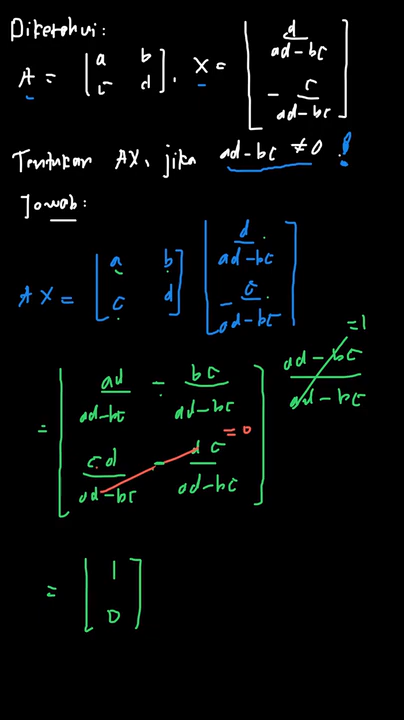 Diketahui:
A = [a b; c d], X = [d/(ad-bc); -c/(ad-bc)]
Tentukan AX, jika ad-bc ≠ 0 !
Jawab:
AX = [a b; c d] [d/(ad-bc); -c/(ad-bc)]
= [ad/(ad-bc) - bc/(ad-bc); c.d/(ad-bc) - dc/(ad-bc)] (ad-bc)/(ad-bc) =1
=0
= [1; 0]